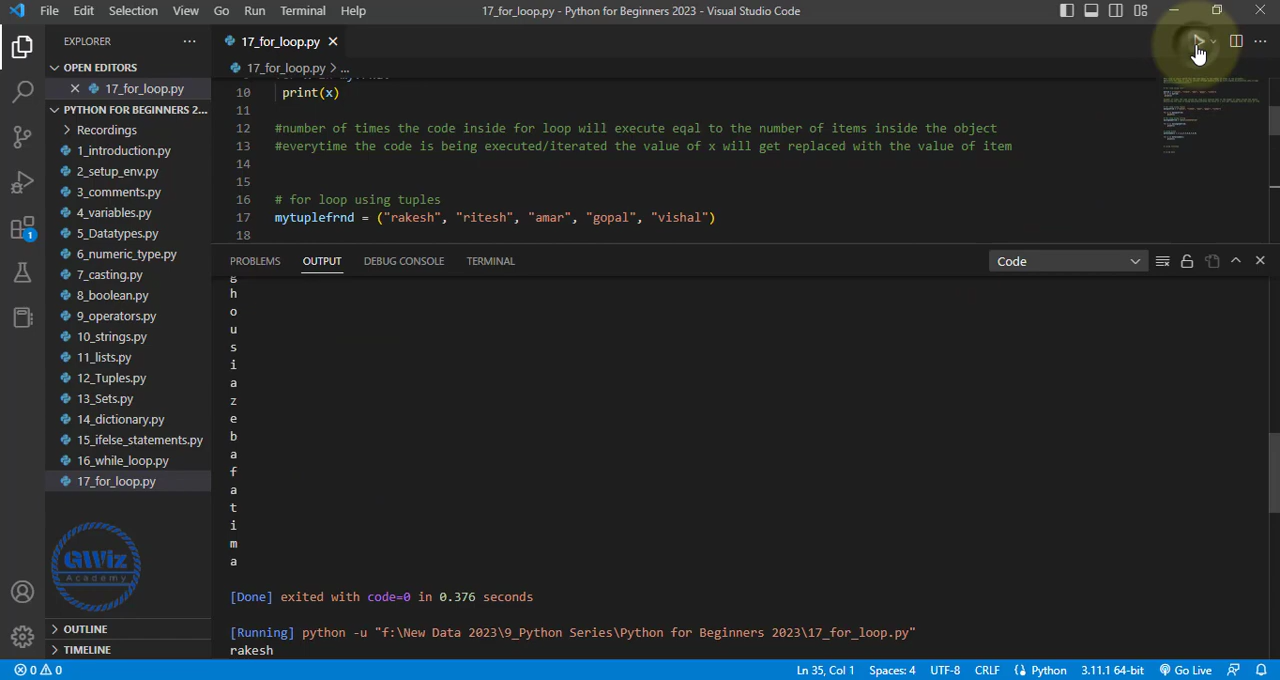 File Edit Selection View Go Run Terminal Help
17_for_loop.py - Python for Beginners 2023 - Visual Studio Code
EXPLORER
17_for_loop.py
OPEN EDITORS
17_for_loop.py > ...
17_for_loop.py
PYTHON FOR BEGINNERS 2...
Recordings
1_introduction.py
2_setup_env.py
3_comments.py
4_variables.py
5_Datatypes.py
6_numeric_type.py
7_casting.py
8_boolean.py
9_operators.py
10_strings.py
11_lists.py
12_Tuples.py
13_Sets.py
14_dictionary.py
15_ifelse_statements.py
16_while_loop.py
17_for_loop.py
GWiz
Academy
OUTLINE
TIMELINE
1
10 print(x)
11
12 #number of times the code inside for loop will execute eqal to the number of items inside the object
13 #everytime the code is being executed/iterated the value of x will get replaced with the value of item
14
15
16 # for loop using tuples
17 mytuplefrnd = ("rakesh", "ritesh", "amar", "gopal", "vishal")
18
PROBLEMS OUTPUT DEBUG CONSOLE TERMINAL
Code
g
h
o
u
s
i
a
z
e
b
a
f
a
t
i
m
a
[Done] exited with code=0 in 0.376 seconds
[Running] python -u "f:\New Data 2023\9_Python Series\Python for Beginners 2023\17_for_loop.py"
rakesh
0 0
Ln 35, Col 1 Spaces: 4 UTF-8 CRLF Python 3.11.1 64-bit Go Live